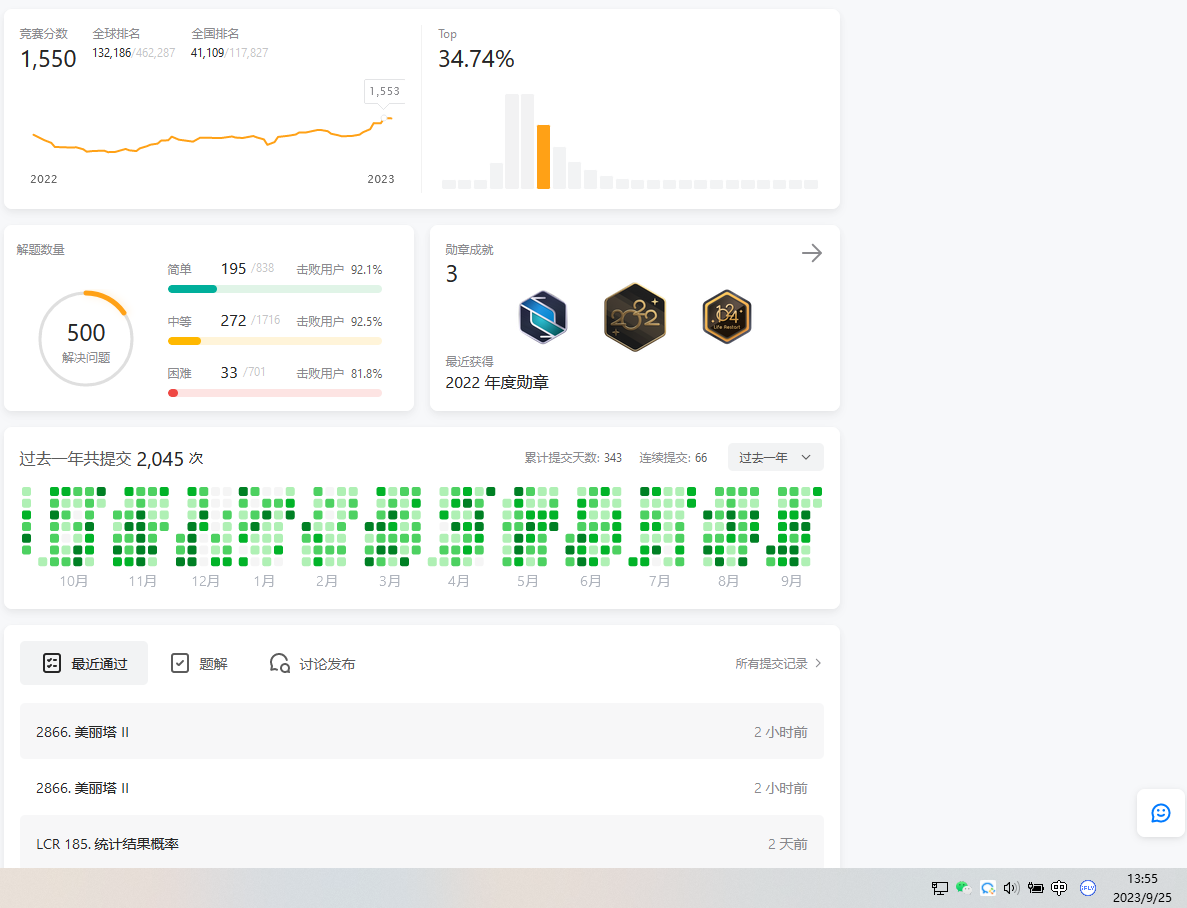 竞赛分数 全球排名 全国排名
1,550 132,186/462,287 41,109/117,827
1,553
2022 2023
Top
34.74%
解题数量
500
解决问题
简单 195 /838 击败用户 92.1%
中等 272 /1716 击败用户 92.5%
困难 33 /701 击败用户 81.8%
勋章成就
3
2022
1024
Life Restart
最近获得
2022 年度勋章
过去一年共提交 2,045 次 累计提交天数: 343 连续提交: 66 过去一年
10月 11月 12月 1月 2月 3月 4月 5月 6月 7月 8月 9月
最近通过 题解 讨论发布 所有提交记录
2866. 美丽塔 II 2 小时前
2866. 美丽塔 II 2 小时前
LCR 185. 统计结果概率 2 天前
中
iFLY
13:55
2023/9/25